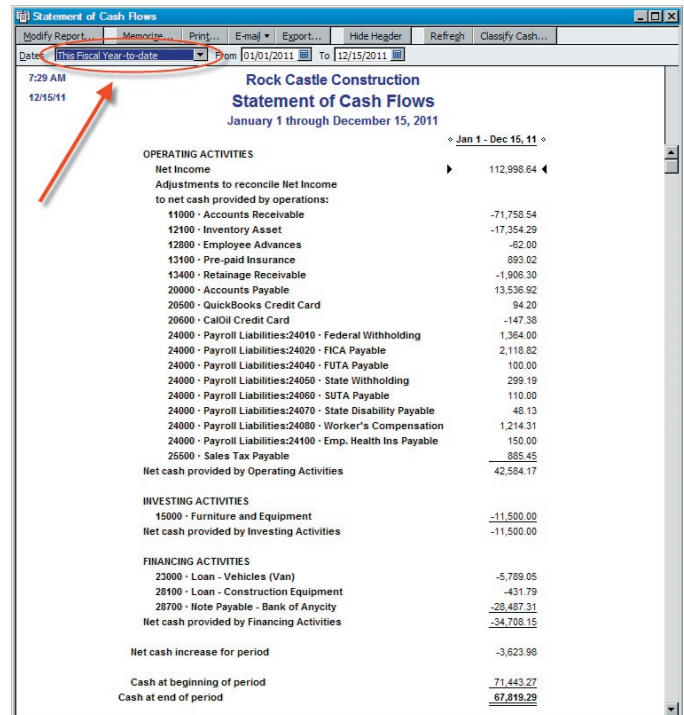 Statement of Cash Flows
Modify Report... Memorize... Print... E-mail Export... Hide Header Refresh Classify Cash...
Dates This Fiscal Year-to-date From 01/01/2011 To 12/15/2011
7:29 AM Rock Castle Construction
12/15/11 Statement of Cash Flows
January 1 through December 15, 2011
Jan 1 - Dec 15, 11
OPERATING ACTIVITIES
Net Income 112,998.64
Adjustments to reconcile Net Income
to net cash provided by operations:
11000 · Accounts Receivable -71,758.54
12100 · Inventory Asset -17,354.29
12800 · Employee Advances -62.00
13100 · Pre-paid Insurance 893.02
13400 · Retainage Receivable -1,906.30
20000 · Accounts Payable 13,536.92
20500 · QuickBooks Credit Card 94.20
20600 · CalOil Credit Card -147.38
24000 · Payroll Liabilities:24010 · Federal Withholding 1,364.00
24000 · Payroll Liabilities:24020 · FICA Payable 2,118.82
24000 · Payroll Liabilities:24040 · FUTA Payable 100.00
24000 · Payroll Liabilities:24050 · State Withholding 299.19
24000 · Payroll Liabilities:24060 · SUTA Payable 110.00
24000 · Payroll Liabilities:24070 · State Disability Payable 48.13
24000 · Payroll Liabilities:24080 · Worker's Compensation 1,214.31
24000 · Payroll Liabilities:24100 · Emp. Health Ins Payable 150.00
25500 · Sales Tax Payable 885.45
Net cash provided by Operating Activities 42,584.17
INVESTING ACTIVITIES
15000 · Furniture and Equipment -11,500.00
Net cash provided by Investing Activities -11,500.00
FINANCING ACTIVITIES
23000 · Loan - Vehicles (Van) -5,789.05
28100 · Loan - Construction Equipment -431.79
28700 · Note Payable - Bank of Anycity -28,487.31
Net cash provided by Financing Activities -34,708.15
Net cash increase for period -3,623.98
Cash at beginning of period 71,443.27
Cash at end of period 67,819.29